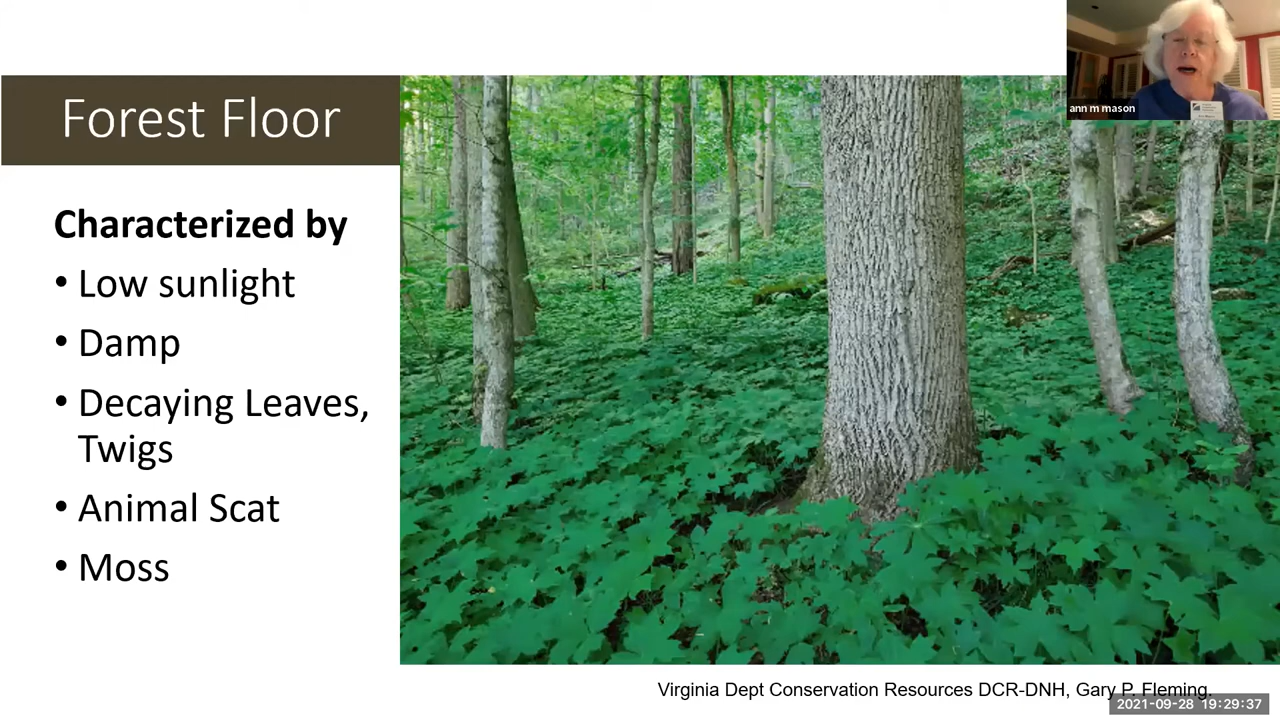 Forest Floor
ann m mason
Characterized by
• Low sunlight
• Damp
• Decaying Leaves,
Twigs
• Animal Scat
• Moss
Virginia Dept Conservation Resources DCR-DNH, Gary P. Fleming.
2021-09-28 19:29:37